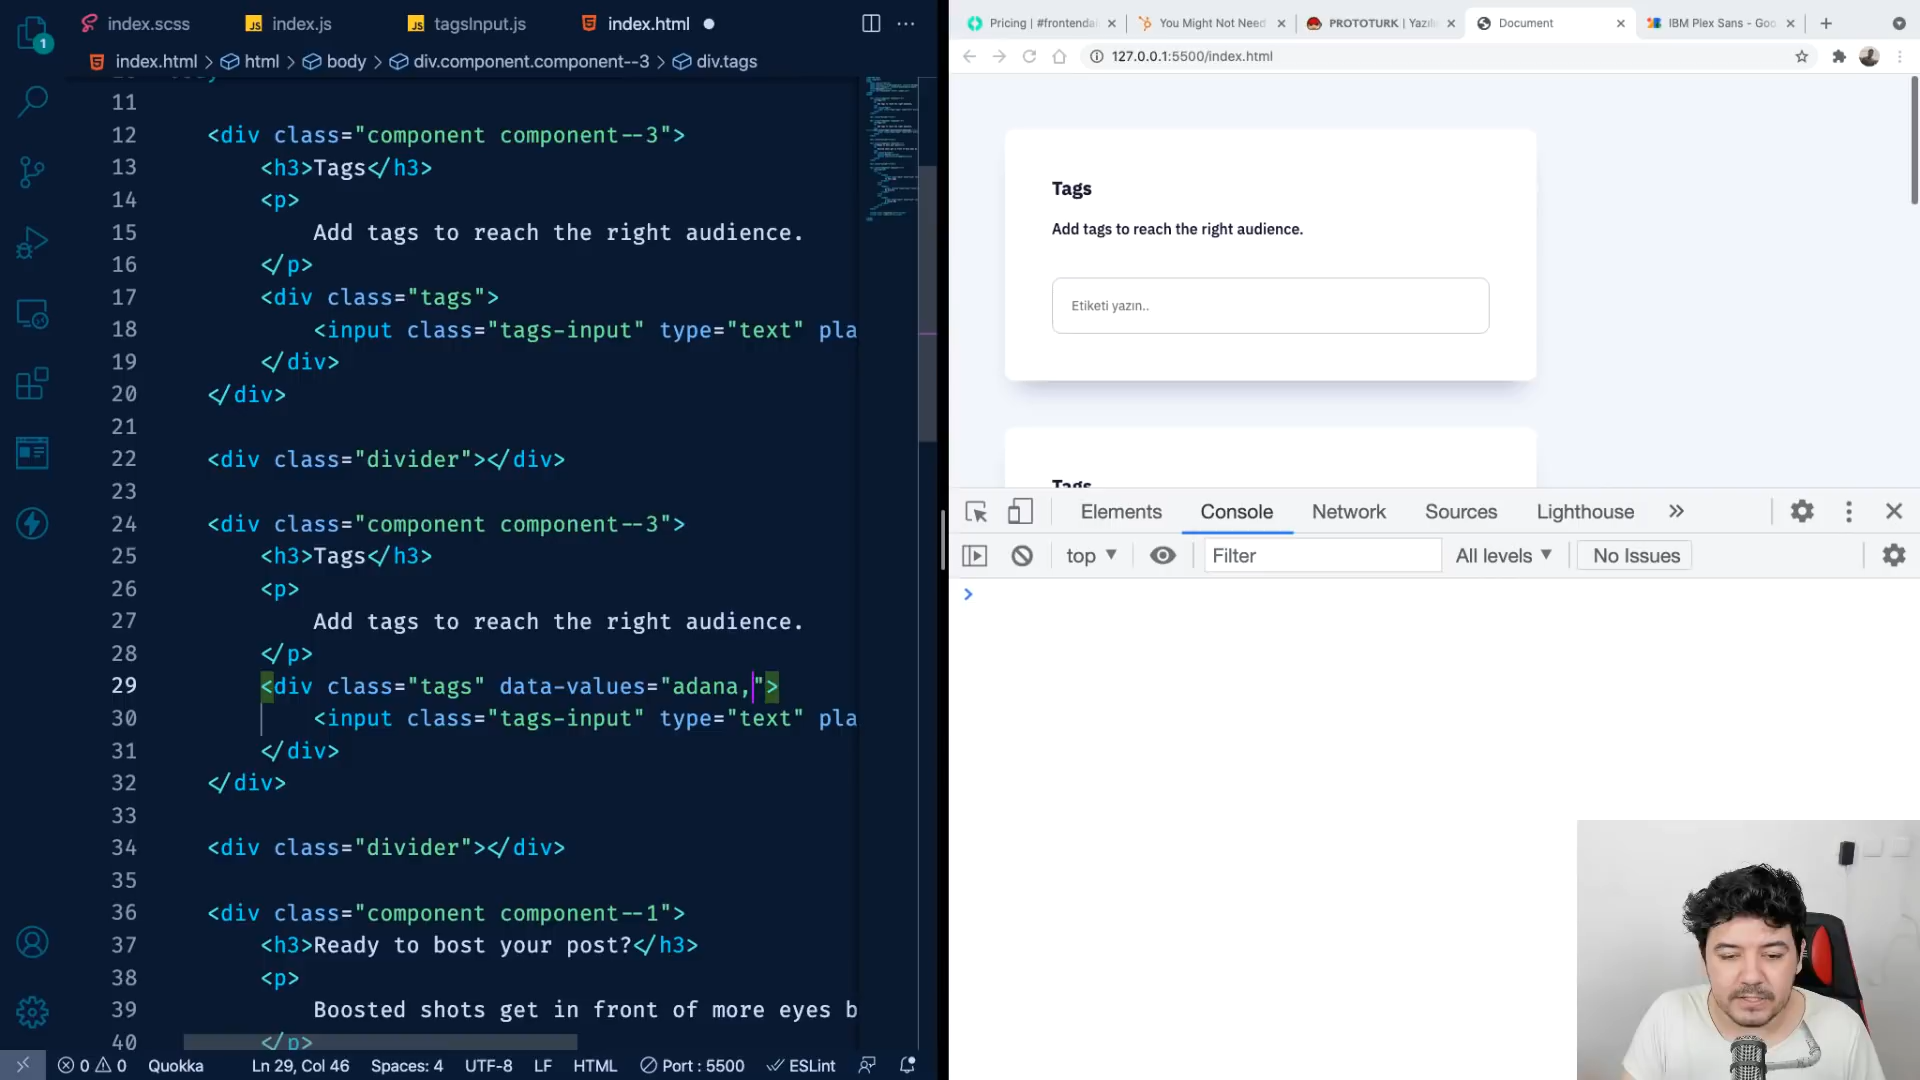 index.scss
index.js
tagsInput.js
index.html
1
index.html > html > body > div.component.component--3 > div.tags
11
12 <div class="component component--3">
13 <h3>Tags</h3>
14 <p>
15 Add tags to reach the right audience.
16 </p>
17 <div class="tags">
18 <input class="tags-input" type="text" pla
19 </div>
20 </div>
21
22 <div class="divider"></div>
23
24 <div class="component component--3">
25 <h3>Tags</h3>
26 <p>
27 Add tags to reach the right audience.
28 </p>
29 <div class="tags" data-values="adana,">
30 <input class="tags-input" type="text" pla
31 </div>
32 </div>
33
34 <div class="divider"></div>
35
36 <div class="component component--1">
37 <h3>Ready to bost your post?</h3>
38 <p>
39 Boosted shots get in front of more eyes b
40 </p>
0 0 Quokka Ln 29, Col 46 Spaces: 4 UTF-8 LF HTML Port : 5500 ESLint
Pricing | #frontenda
You Might Not Need
PROTOTURK | Yazıl
Document
IBM Plex Sans - Goo
127.0.0.1:5500/index.html
Tags
Add tags to reach the right audience.
Etiketi yazın..
Tags
Elements Console Network Sources Lighthouse
top Filter All levels No Issues